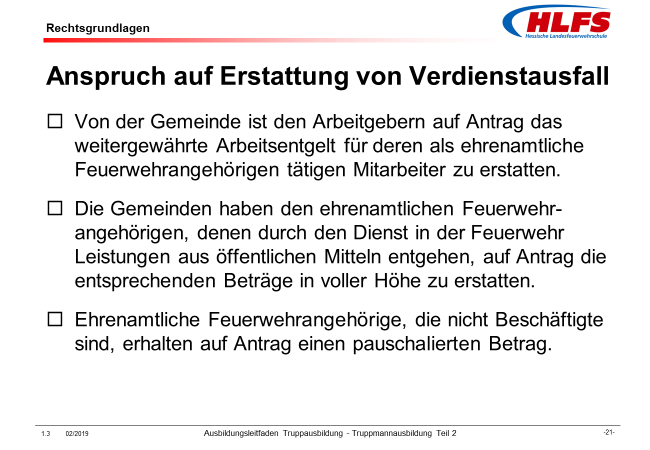 Rechtsgrundlagen
HLFS
Hessische Landesfeuerwehrschule
Anspruch auf Erstattung von Verdienstausfall
Von der Gemeinde ist den Arbeitgebern auf Antrag das
weitergewährte Arbeitsentgelt für deren als ehrenamtliche
Feuerwehrangehörigen tätigen Mitarbeiter zu erstatten.
Die Gemeinden haben den ehrenamtlichen Feuerwehr-
angehörigen, denen durch den Dienst in der Feuerwehr
Leistungen aus öffentlichen Mitteln entgehen, auf Antrag die
entsprechenden Beträge in voller Höhe zu erstatten.
Ehrenamtliche Feuerwehrangehörige, die nicht Beschäftigte
sind, erhalten auf Antrag einen pauschalierten Betrag.
1.3 02/2019 Ausbildungsleitfaden Truppausbildung - Truppmannausbildung Teil 2 -21-